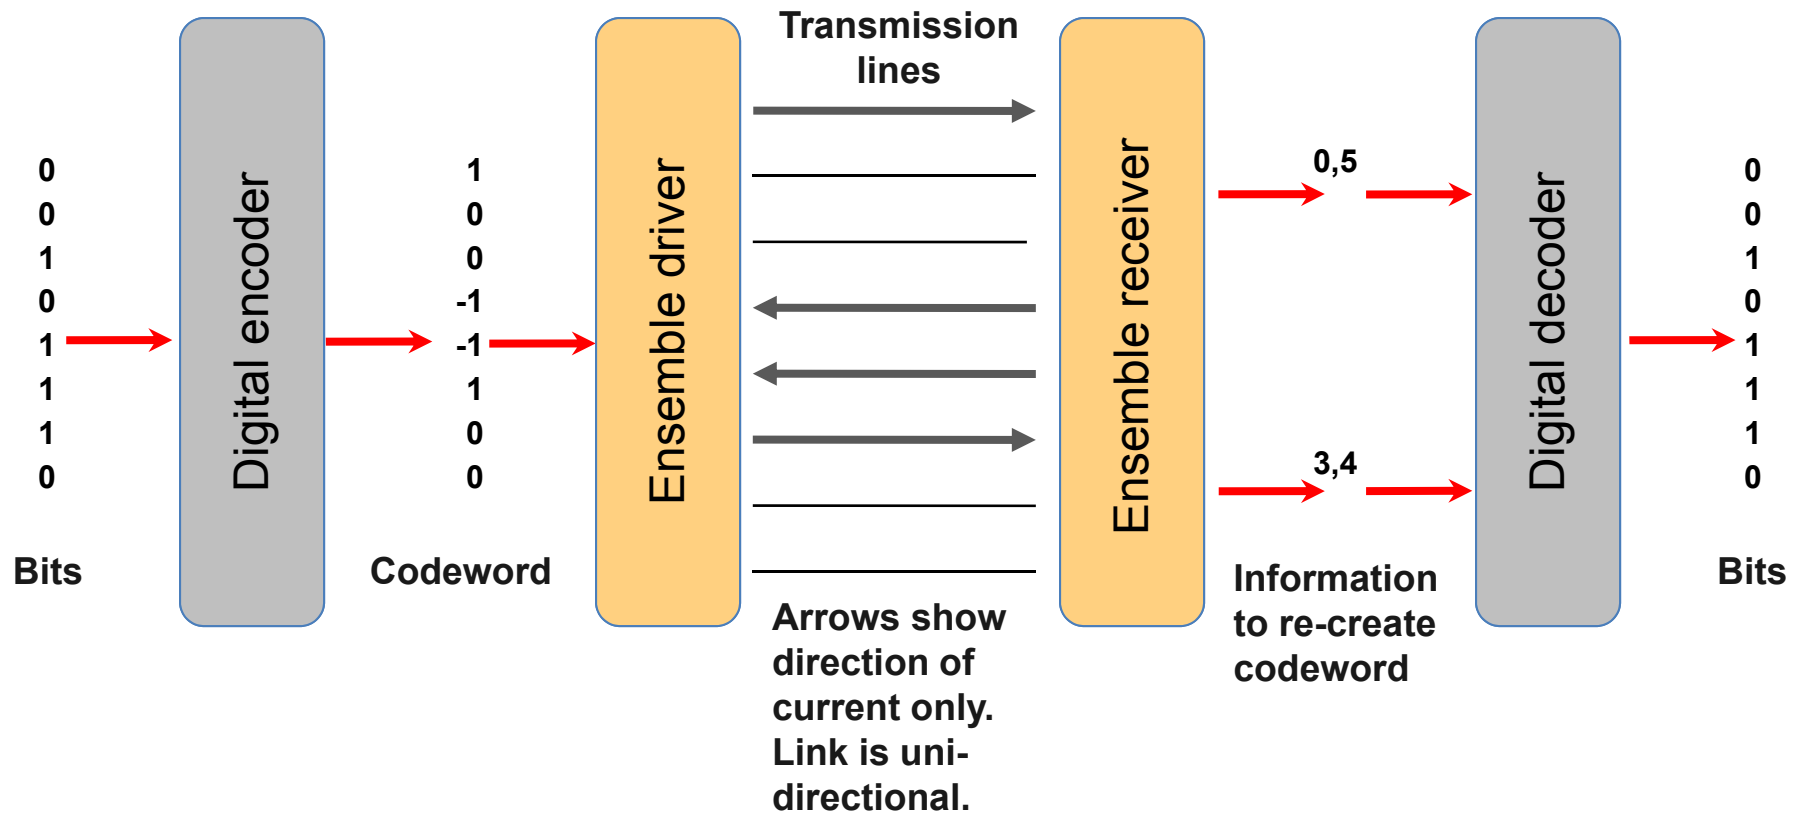 0
0
1
0
1
1
1
0
Bits
Digital encoder
1
0
0
-1
-1
1
0
0
Codeword
Ensemble driver
Transmission
lines
Arrows show
direction of
current only.
Link is uni-
directional.
Ensemble receiver
0,5
3,4
Information
to re-create
codeword
Digital decoder
0
0
1
0
1
1
1
0
Bits